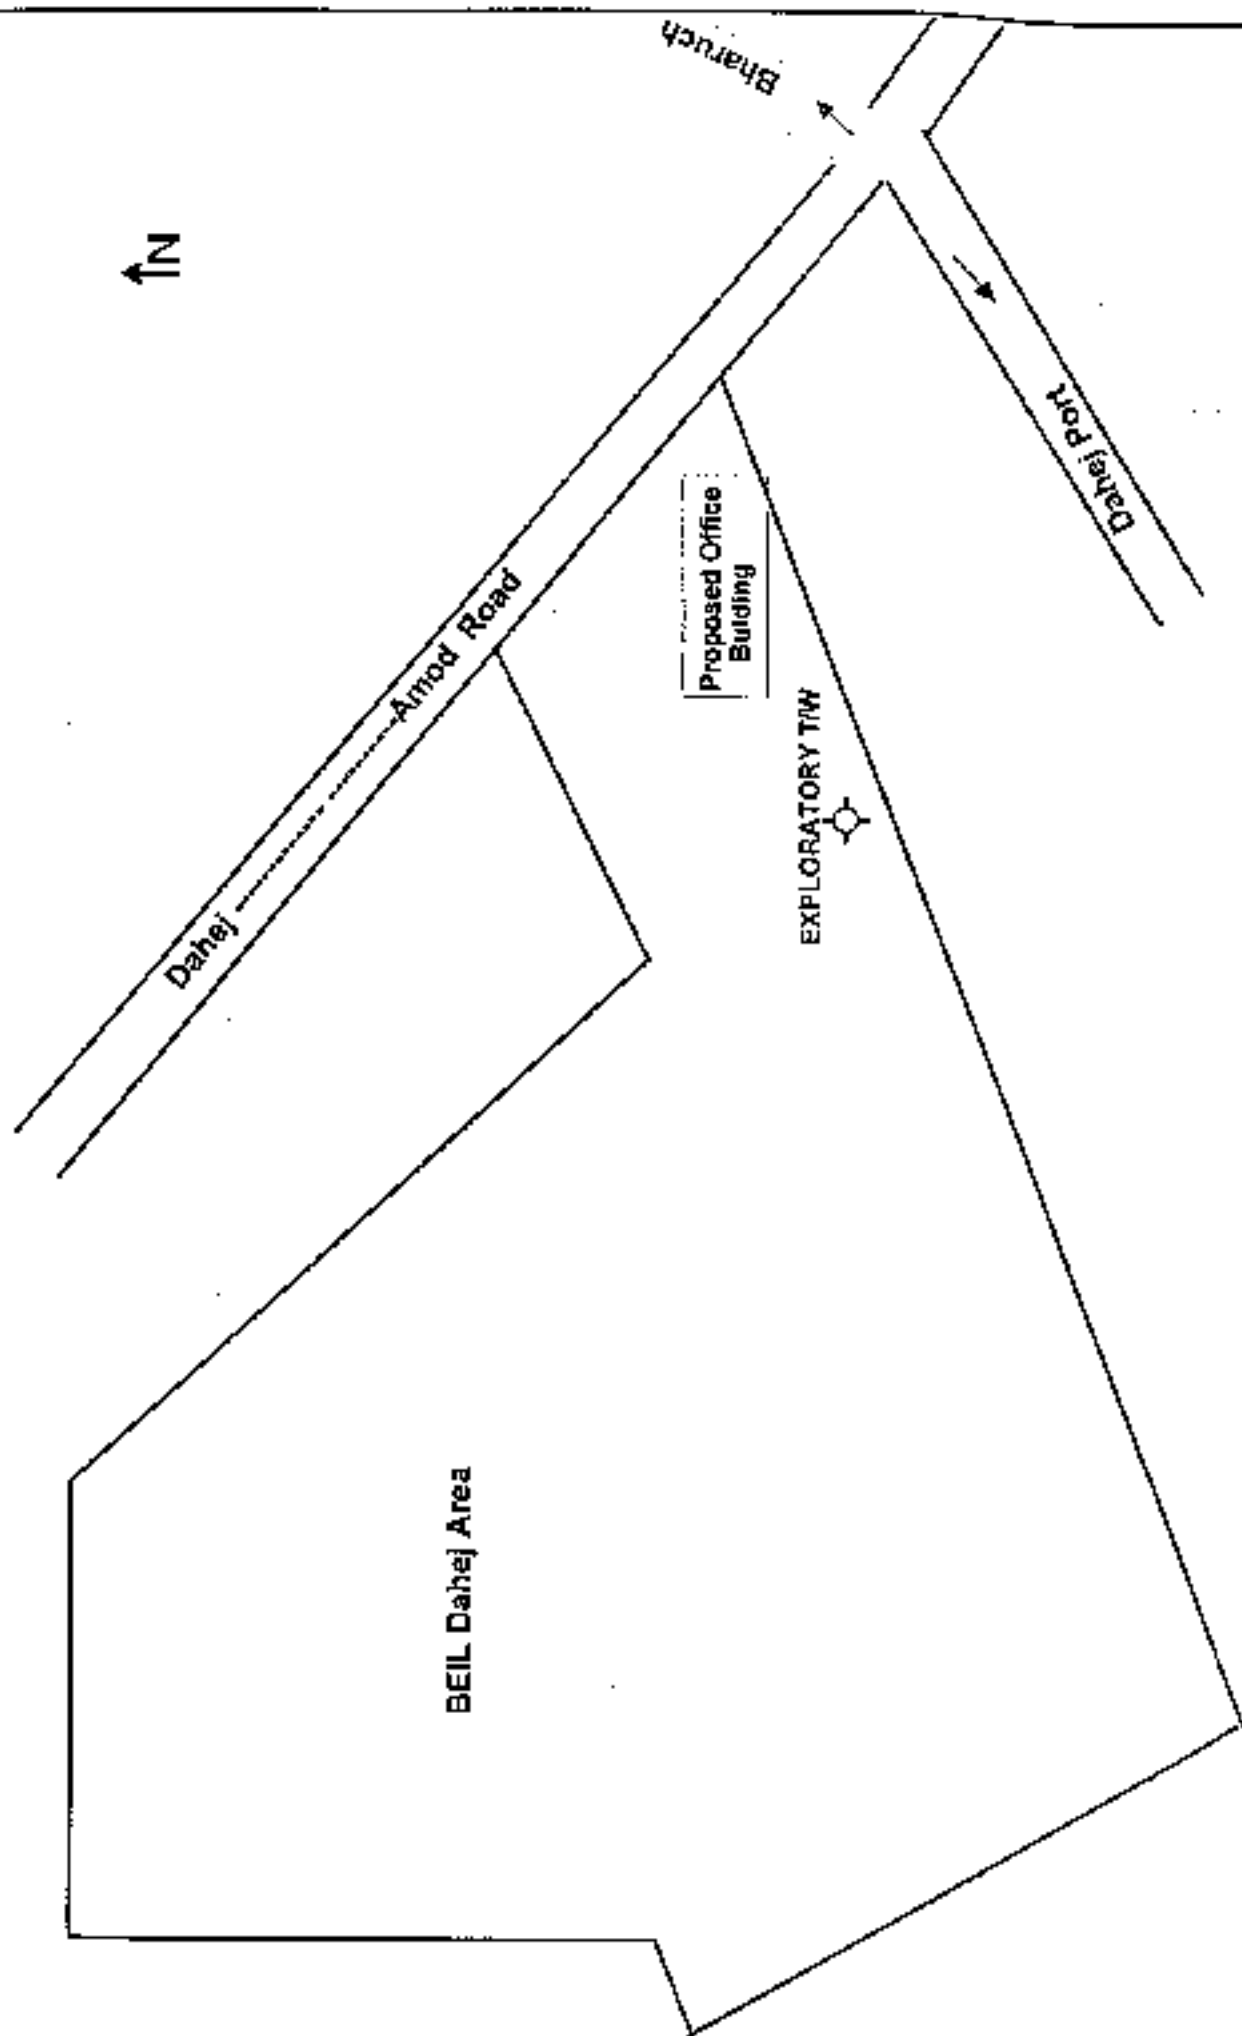 Bharuch
N
Dahej ---------- Amod Road
Dahej Port
Proposed Office
Bulding
EXPLORATORY T/W
BEIL Dahej Area